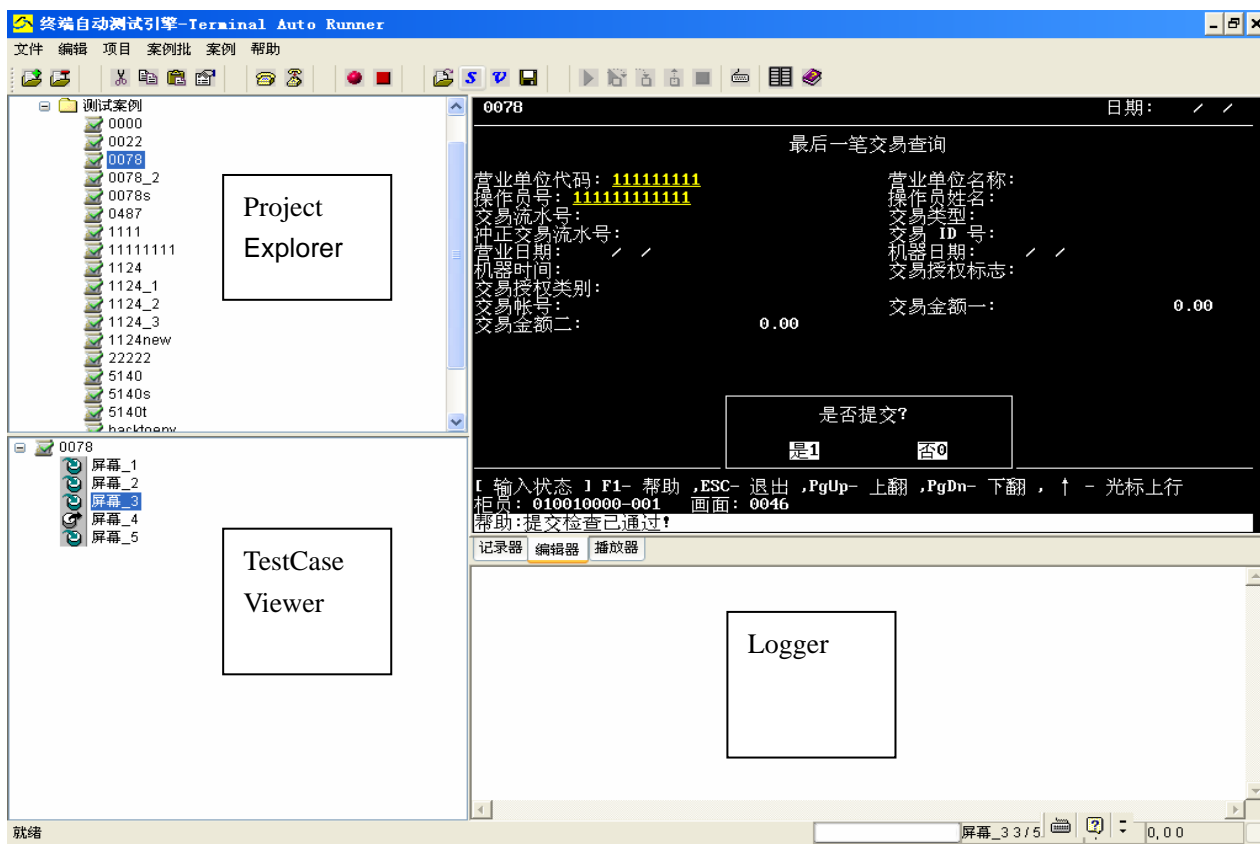 终端自动测试引擎-Terminal Auto Runner
文件 编辑 项目 案例批 案例 帮助
测试案例
0000
0022
0078
0078_2
0078s
0487
1111
11111111
1124
1124_1
1124_2
1124_3
1124new
22222
5140
5140s
5140t
backtoenv
Project
Explorer
0078
屏幕_1
屏幕_2
屏幕_3
屏幕_4
屏幕_5
TestCase
Viewer
0078 日期: / /
最后一笔交易查询
营业单位代码: 111111111 营业单位名称:
操作员号: 111111111111 操作员姓名:
交易流水号: 交易类型:
冲正交易流水号: 交易 ID 号:
营业日期: / / 机器日期: / /
机器时间: 交易授权标志:
交易授权类别:
交易帐号: 交易金额一: 0.00
交易金额二: 0.00
是否提交?
是1 否0
[ 输入状态 ] F1- 帮助 ,ESC- 退出 ,PgUp- 上翻 ,PgDn- 下翻 , ↑ - 光标上行
柜员: 010010000-001 画面: 0046
帮助:提交检查已通过!
记录器 编辑器 播放器
Logger
就绪 屏幕_3 3/5 0,0 0